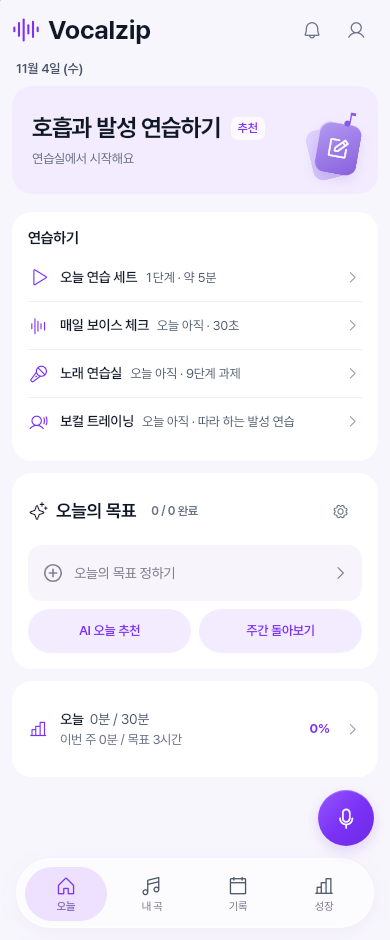 Vocalzip
11월 4일 (수)
호흡과 발성 연습하기 추천
연습실에서 시작해요
연습하기
오늘 연습 세트 1단계 · 약 5분
매일 보이스 체크 오늘 아직 · 30초
노래 연습실 오늘 아직 · 9단계 과제
보컬 트레이닝 오늘 아직 · 따라 하는 발성 연습
오늘의 목표 0 / 0 완료
오늘의 목표 정하기
AI 오늘 추천 주간 돌아보기
오늘 0분 / 30분
이번 주 0분 / 목표 3시간 0%
오늘 내 곡 기록 성장